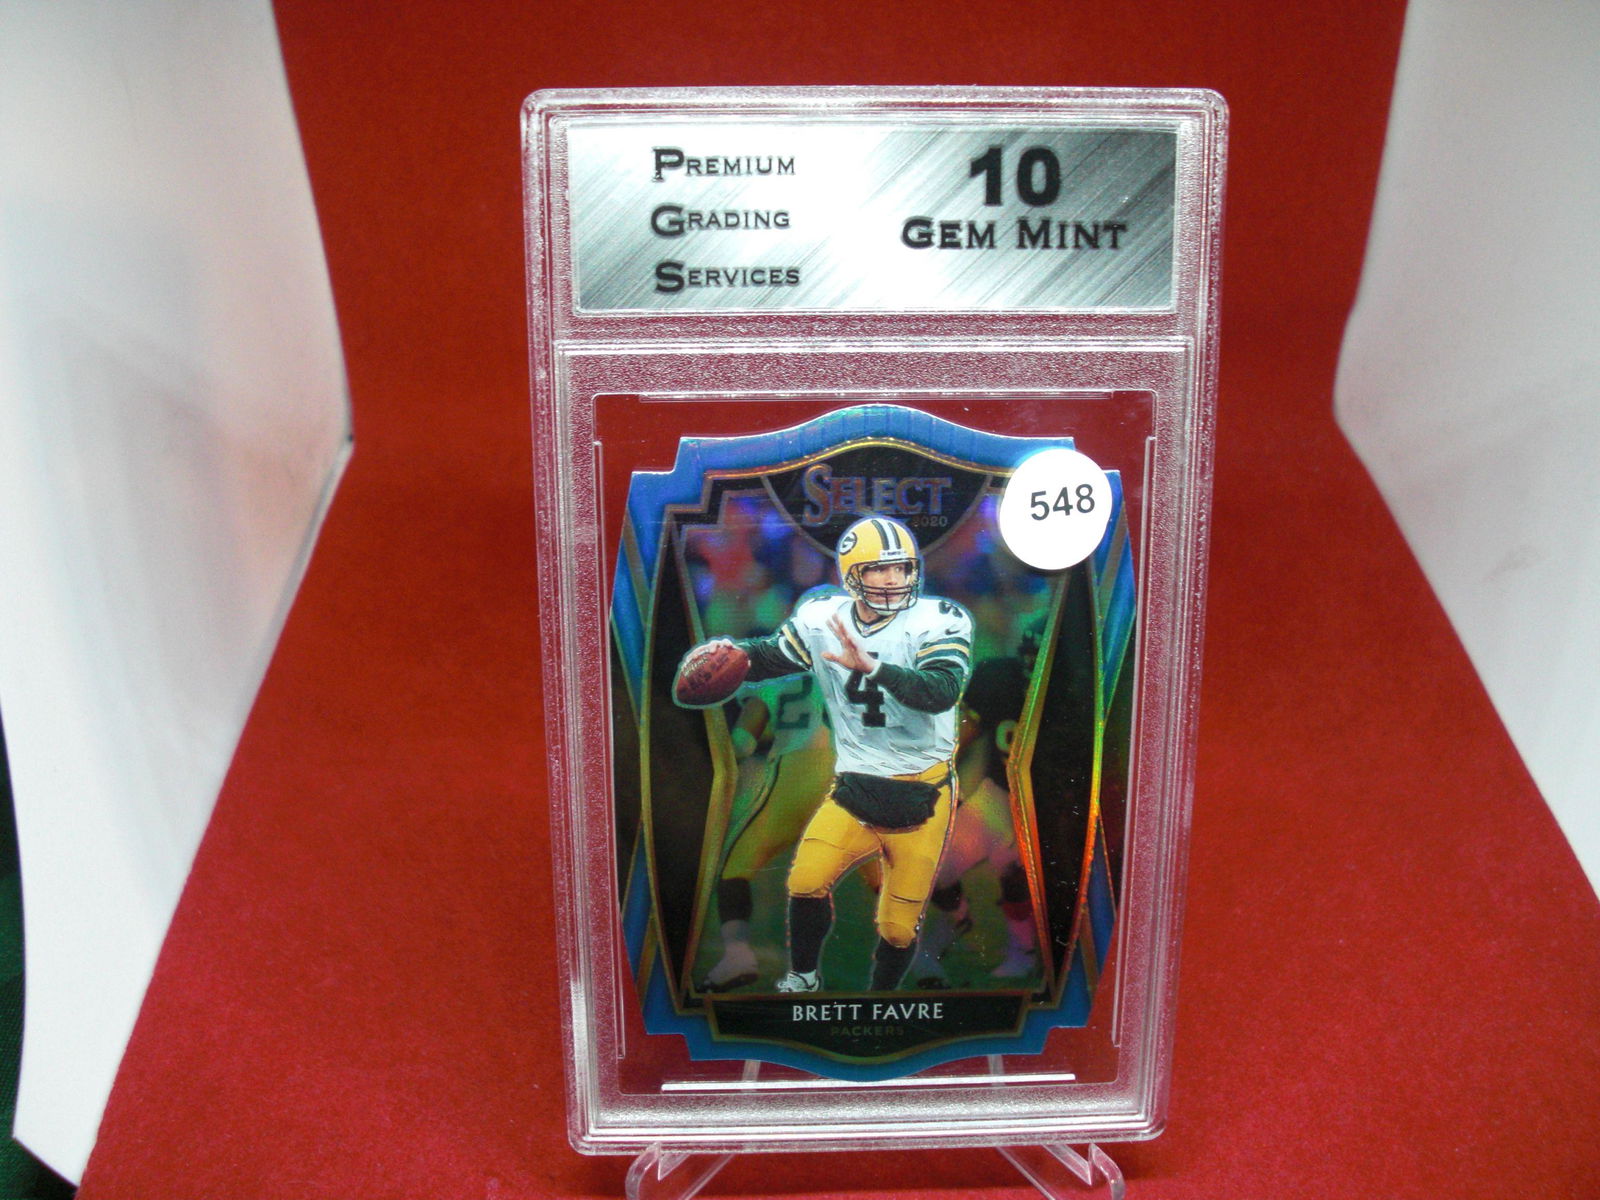 PREMIUM
GRADING
SERVICES
10
GEM MINT
SELECT
2020
548
4
BRETT FAVRE
PACKERS